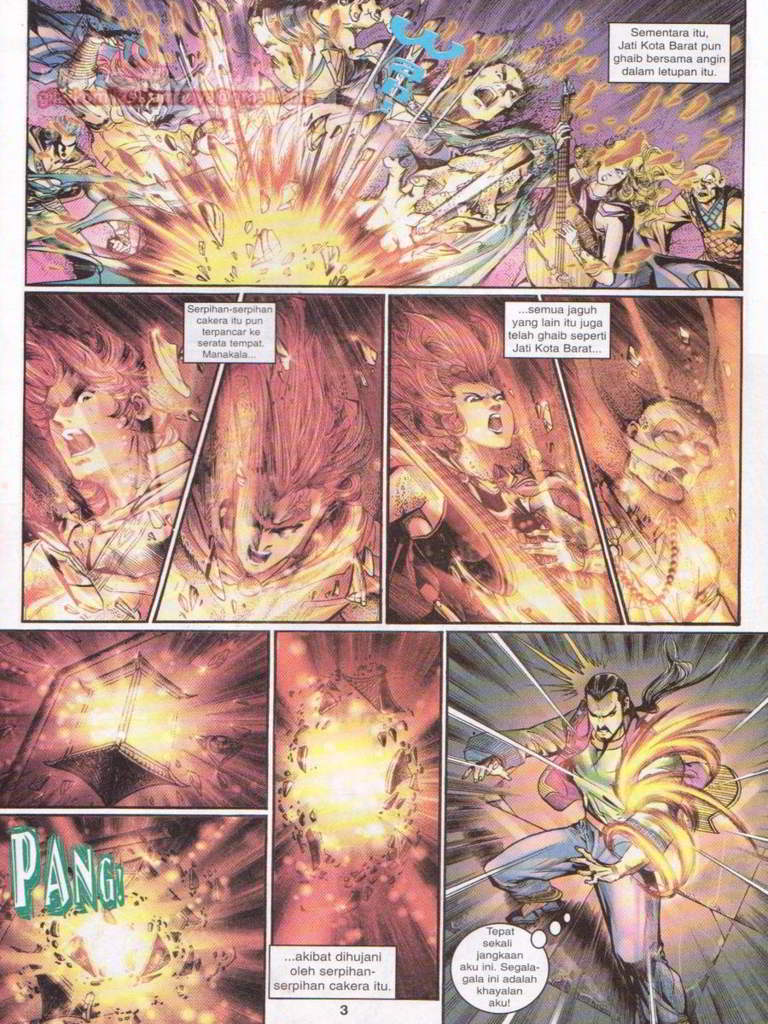 Sementara itu,
Jati Kota Barat pun
ghaib bersama angin
dalam letupan itu.
Serpihan-serpihan
cakera itu pun
terpancar ke
serata tempat.
Manakala...
...semua jaguh
yang lain itu juga
telah ghaib seperti
Jati Kota Barat...
PANG!
...akibat dihujani
oleh serpihan-
serpihan cakera itu.
Tepat
sekali
jangkaan
aku ini. Segala-
gala ini adalah
khayalan
aku!
3